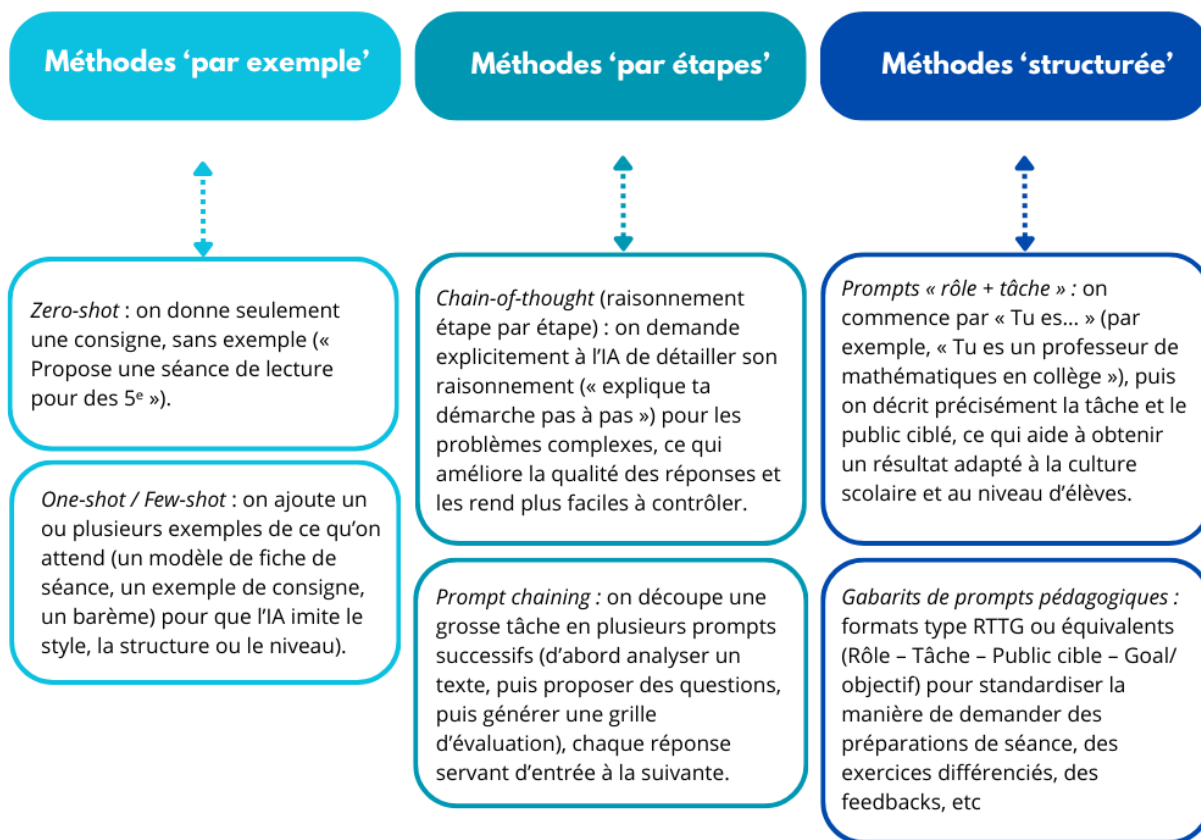 Méthodes ‘par exemple’
Zero-shot : on donne seulement
une consigne, sans exemple («
Propose une séance de lecture
pour des 5ᵉ »).
One-shot / Few-shot : on ajoute un
ou plusieurs exemples de ce qu’on
attend (un modèle de fiche de
séance, un exemple de consigne,
un barème) pour que l’IA imite le
style, la structure ou le niveau).
Méthodes ‘par étapes’
Chain-of-thought (raisonnement
étape par étape) : on demande
explicitement à l’IA de détailler son
raisonnement (« explique ta
démarche pas à pas ») pour les
problèmes complexes, ce qui
améliore la qualité des réponses et
les rend plus faciles à contrôler.
Prompt chaining : on découpe une
grosse tâche en plusieurs prompts
successifs (d’abord analyser un
texte, puis proposer des questions,
puis générer une grille
d’évaluation), chaque réponse
servant d’entrée à la suivante.
Méthodes ‘structurée’
Prompts « rôle + tâche » : on
commence par « Tu es… » (par
exemple, « Tu es un professeur de
mathématiques en collège »), puis
on décrit précisément la tâche et le
public ciblé, ce qui aide à obtenir
un résultat adapté à la culture
scolaire et au niveau d’élèves.
Gabarits de prompts pédagogiques :
formats type RTTG ou équivalents
(Rôle – Tâche – Public cible – Goal/
objectif) pour standardiser la
manière de demander des
préparations de séance, des
exercices différenciés, des
feedbacks, etc